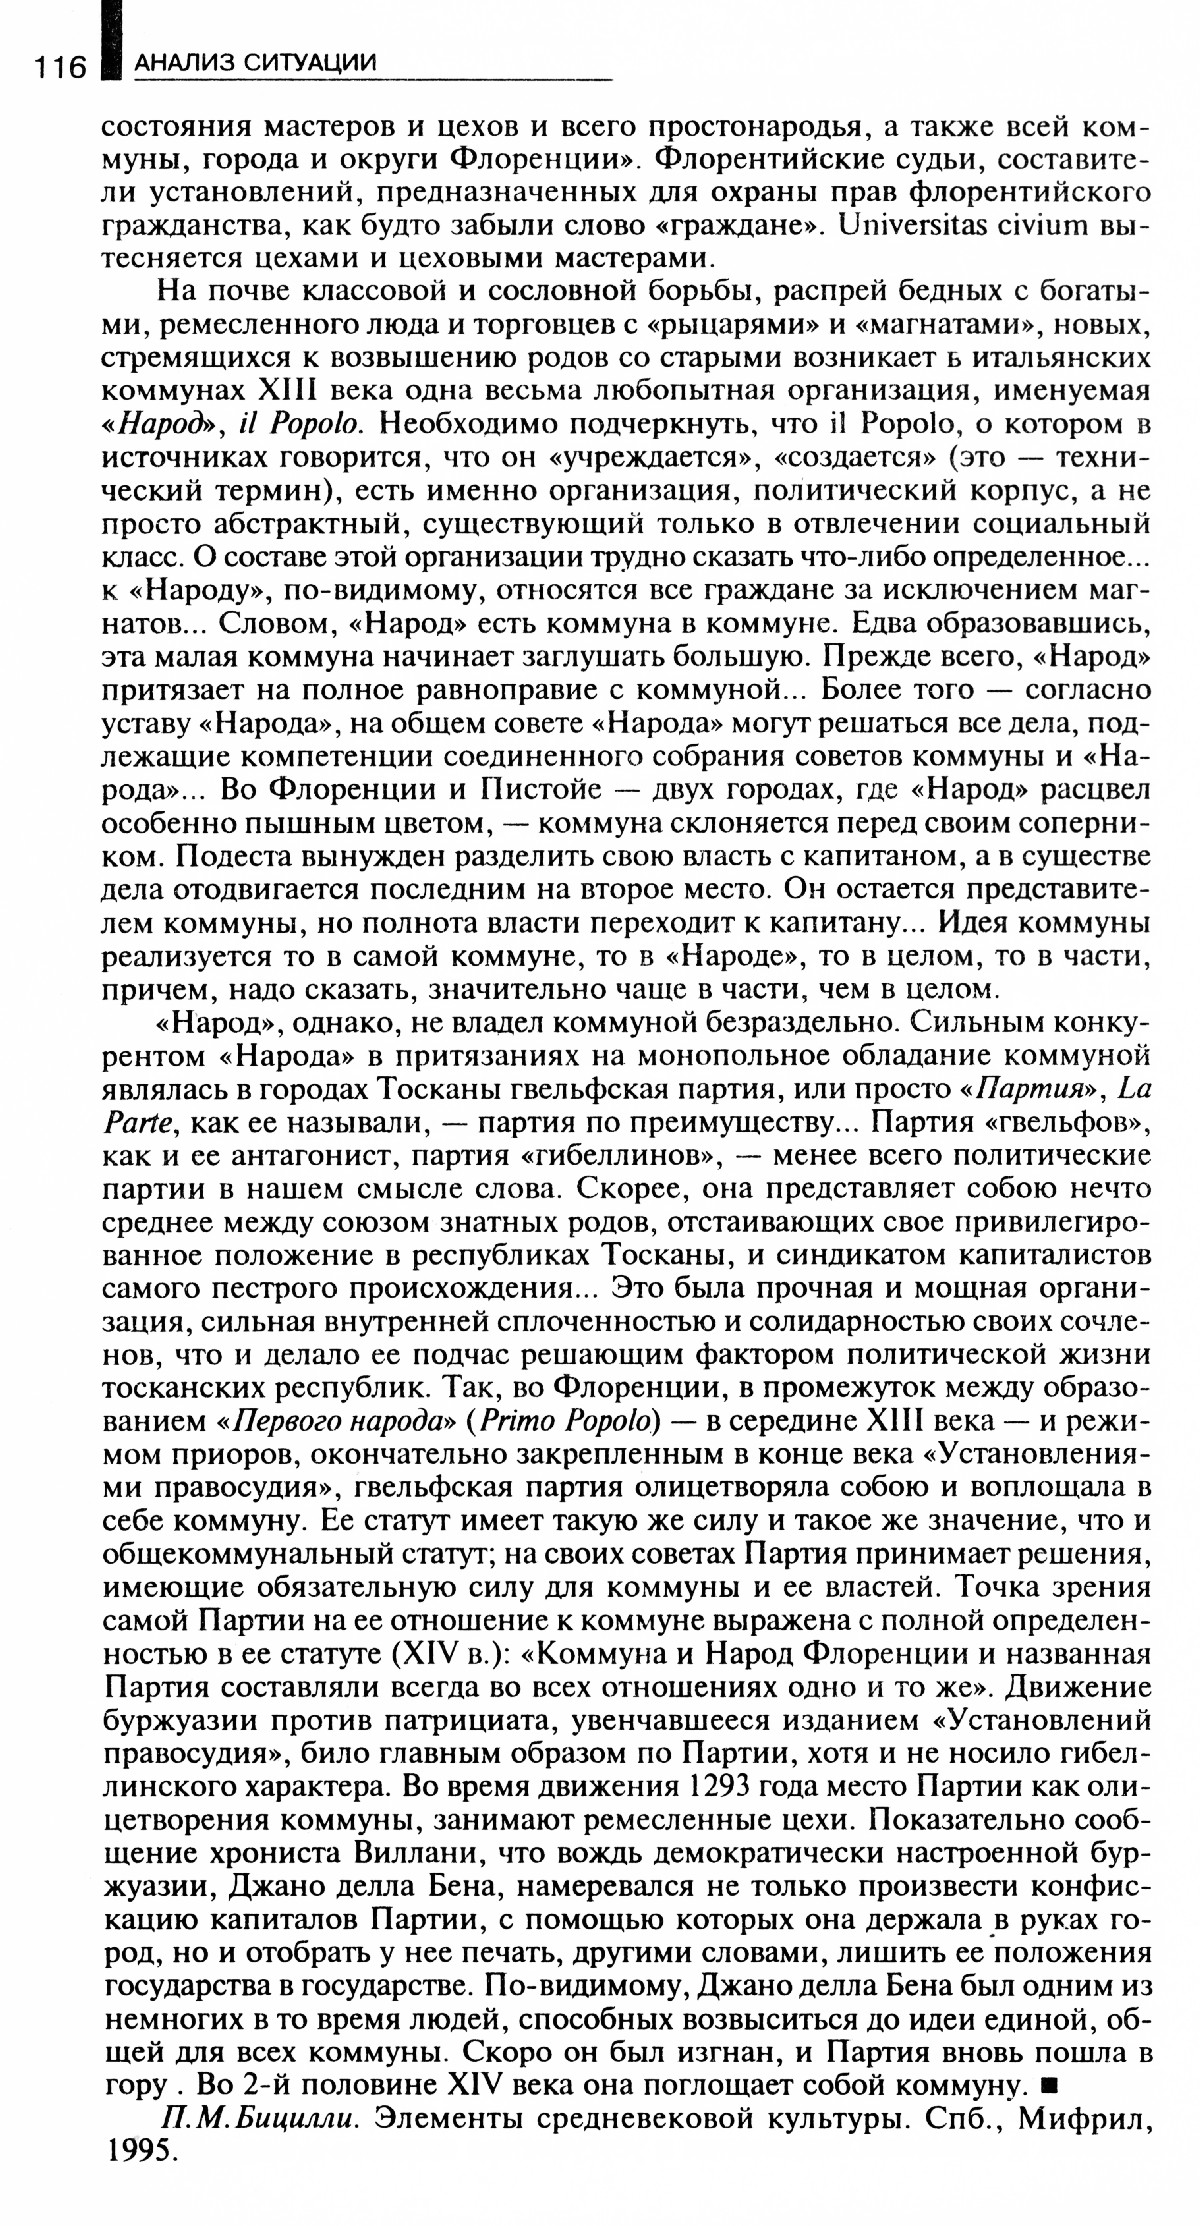 116 АНАЛИЗ СИТУАЦИИ
состояния мастеров и цехов и всего простонародья, а также всей ком-
муны, города и округи Флоренции». Флорентийские судьи, составите-
ли установлений, предназначенных для охраны прав флорентийского
гражданства, как будто забыли слово «граждане». Universitas civium вы-
тесняется цехами и цеховыми мастерами.
На почве классовой и сословной борьбы, распрей бедных с богаты-
ми, ремесленного люда и торговцев с «рыцарями» и «магнатами», новых,
стремящихся к возвышению родов со старыми возникает в итальянских
коммунах XIII века одна весьма любопытная организация, именуемая
«Народ», il Popolo. Необходимо подчеркнуть, что il Popolo, о котором в
источниках говорится, что он «учреждается», «создается» (это — техни-
ческий термин), есть именно организация, политический корпус, а не
просто абстрактный, существующий только в отвлечении социальный
класс. О составе этой организации трудно сказать что-либо определенное...
к «Народу», по-видимому, относятся все граждане за исключением маг-
натов... Словом, «Народ» есть коммуна в коммуне. Едва образовавшись,
эта малая коммуна начинает заглушать большую. Прежде всего, «Народ»
притязает на полное равноправие с коммуной... Более того — согласно
уставу «Народа», на общем совете «Народа» могут решаться все дела, под-
лежащие компетенции соединенного собрания советов коммуны и «На-
рода»... Во Флоренции и Пистойе — двух городах, где «Народ» расцвел
особенно пышным цветом, — коммуна склоняется перед своим соперни-
ком. Подеста вынужден разделить свою власть с капитаном, а в существе
дела отодвигается последним на второе место. Он остается представите-
лем коммуны, но полнота власти переходит к капитану... Идея коммуны
реализуется то в самой коммуне, то в «Народе», то в целом, то в части,
причем, надо сказать, значительно чаще в части, чем в целом.
«Народ», однако, не владел коммуной безраздельно. Сильным конку-
рентом «Народа» в притязаниях на монопольное обладание коммуной
являлась в городах Тосканы гвельфская партия, или просто «Партия», La
Parte, как ее называли, — партия по преимуществу... Партия «гвельфов»,
как и ее антагонист, партия «гибеллинов», — менее всего политические
партии в нашем смысле слова. Скорее, она представляет собою нечто
среднее между союзом знатных родов, отстаивающих свое привилегиро-
ванное положение в республиках Тосканы, и синдикатом капиталистов
самого пестрого происхождения... Это была прочная и мощная органи-
зация, сильная внутренней сплоченностью и солидарностью своих сочле-
нов, что и делало ее подчас решающим фактором политической жизни
тосканских республик. Так, во Флоренции, в промежуток между образо-
ванием «Первого народа» (Primo Popolo) — в середине XIII века — и режи-
мом приоров, окончательно закрепленным в конце века «Установления-
ми правосудия», гвельфская партия олицетворяла собою и воплощала в
себе коммуну. Ее статут имеет такую же силу и такое же значение, что и
общекоммунальный статут; на своих советах Партия принимает решения,
имеющие обязательную силу для коммуны и ее властей. Точка зрения
самой Партии на ее отношение к коммуне выражена с полной определен-
ностью в ее статуте (XIV в.): «Коммуна и Народ Флоренции и названная
Партия составляли всегда во всех отношениях одно и то же». Движение
буржуазии против патрициата, увенчавшееся изданием «Установлений
правосудия», било главным образом по Партии, хотя и не носило гибел-
линского характера. Во время движения 1293 года место Партии как оли-
цетворения коммуны, занимают ремесленные цехи. Показательно сооб-
щение хрониста Виллани, что вождь демократически настроенной бур-
жуазии, Джано делла Бена, намеревался не только произвести конфис-
кацию капиталов Партии, с помощью которых она держала в руках го-
род, но и отобрать у нее печать, другими словами, лишить ее положения
государства в государстве. По-видимому, Джано делла Бена был одним из
немногих в то время людей, способных возвыситься до идеи единой, об-
щей для всех коммуны. Скоро он был изгнан, и Партия вновь пошла в
гору . Во 2-й половине XIV века она поглощает собой коммуну. ■
П.М.Бицилли. Элементы средневековой культуры. Спб., Мифрил,
1995.